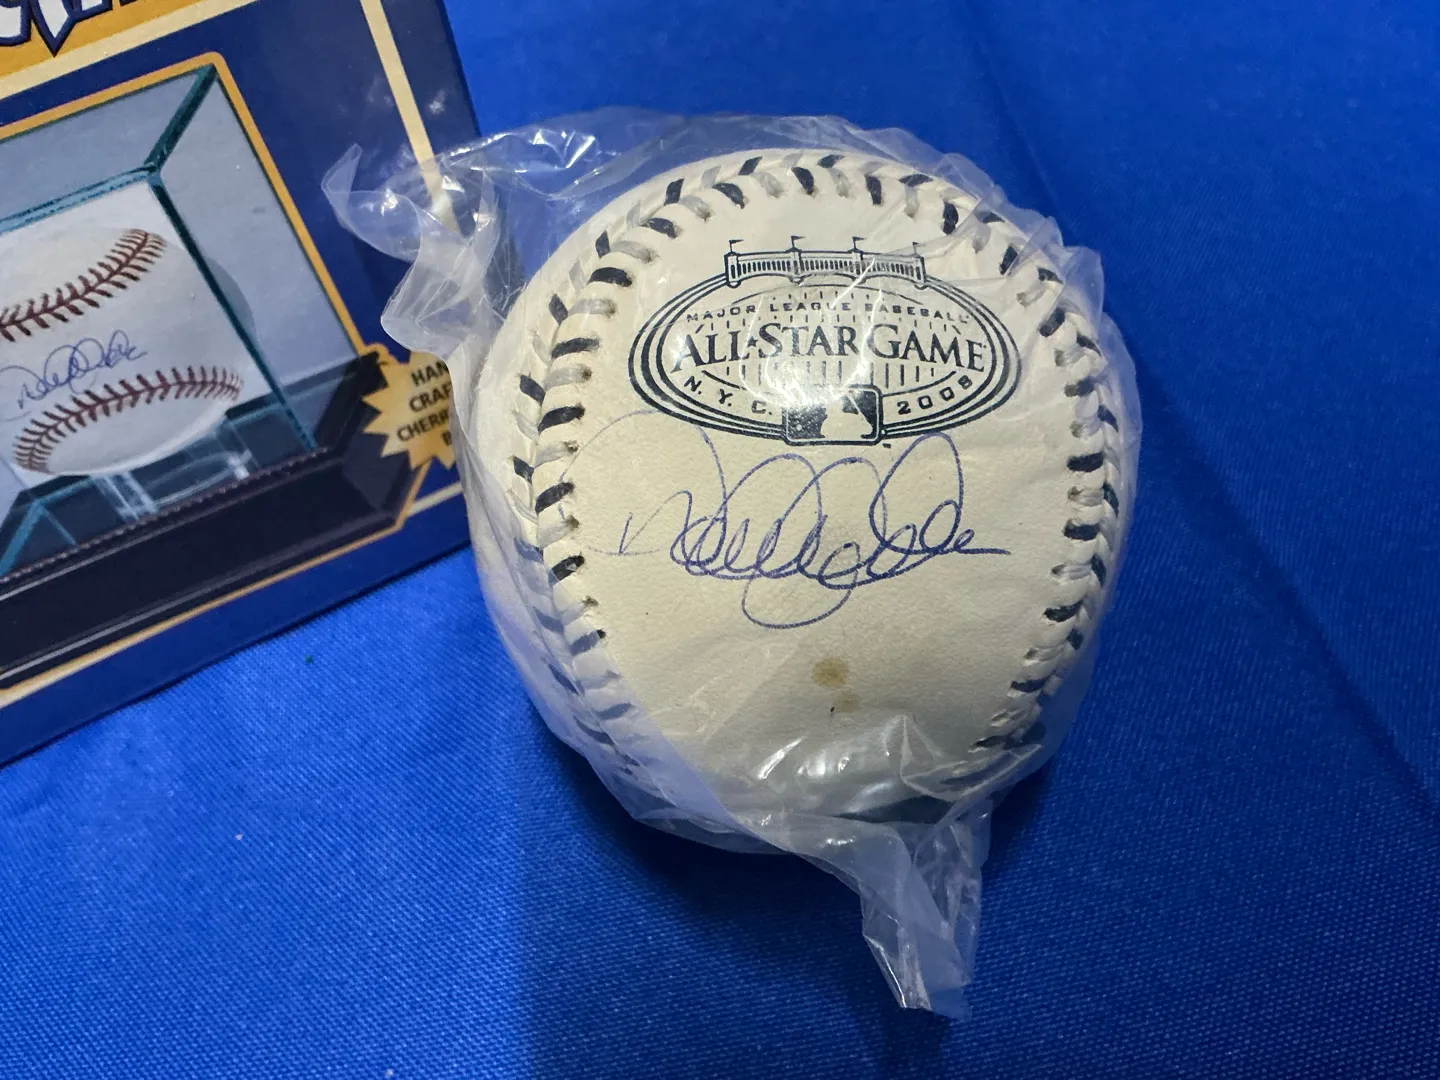 MAJOR LEAGUE BASEBALL
ALL★STAR GAME
N.Y.C. 2008
HAN
CRAF
CHERR